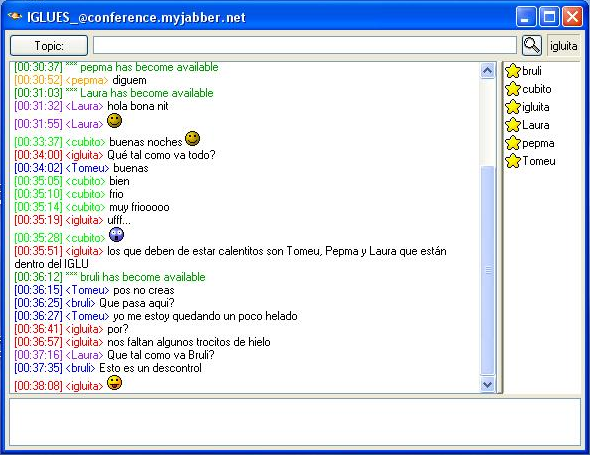 IGLUES_@conference.myjabber.net
Topic:
igluita
[00:30:37] *** pepma has become available
[00:30:52] <pepma> diguem
[00:31:03] *** Laura has become available
[00:31:32] <Laura> hola bona nit
[00:31:55] <Laura>
[00:33:37] <cubito> buenas noches
[00:34:00] <igluita> Qué tal como va todo?
[00:34:02] <Tomeu> buenas
[00:35:05] <cubito> bien
[00:35:10] <cubito> frio
[00:35:14] <cubito> muy friooooo
[00:35:19] <igluita> ufff...
[00:35:28] <cubito>
[00:35:51] <igluita> los que deben de estar calentitos son Tomeu, Pepma y Laura que están
dentro del IGLU
[00:36:12] *** bruli has become available
[00:36:15] <Tomeu> pos no creas
[00:36:25] <bruli> Que pasa aqui?
[00:36:27] <Tomeu> yo me estoy quedando un poco helado
[00:36:41] <igluita> por?
[00:36:57] <igluita> nos faltan algunos trocitos de hielo
[00:37:16] <Laura> Que tal como va Bruli?
[00:37:35] <bruli> Esto es un descontrol
[00:38:08] <igluita>
bruli
cubito
igluita
Laura
pepma
Tomeu